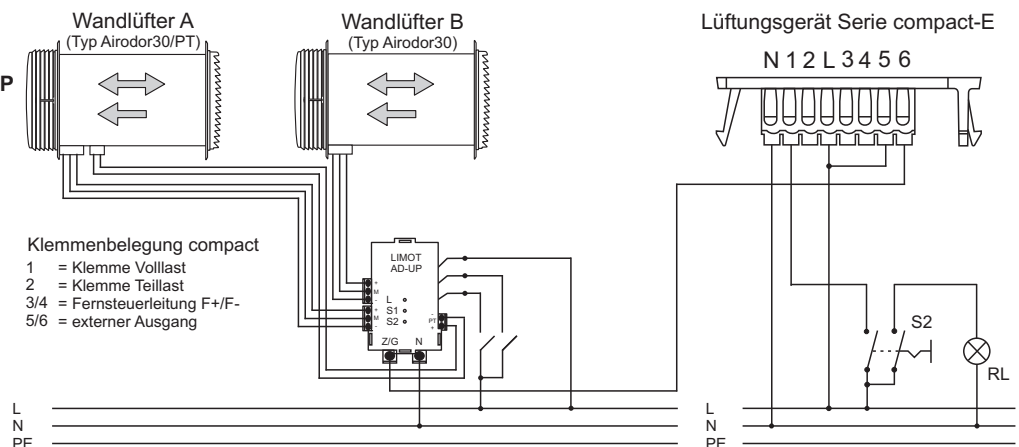 Wandlüfter A
(Typ Airodor30/PT)
Wandlüfter B
(Typ Airodor30)
Lüftungsgerät Serie compact-E
N 1 2 L 3 4 5 6
P
Klemmenbelegung compact
1 = Klemme Volllast
2 = Klemme Teillast
3/4 = Fernsteuerleitung F+/F-
5/6 = externer Ausgang
LIMOT
AD-UP
+
M
-
L
S1
S2
+
M
-
-
PT
+
Z/G N
S2
RL
L
N
PE
L
N
PE